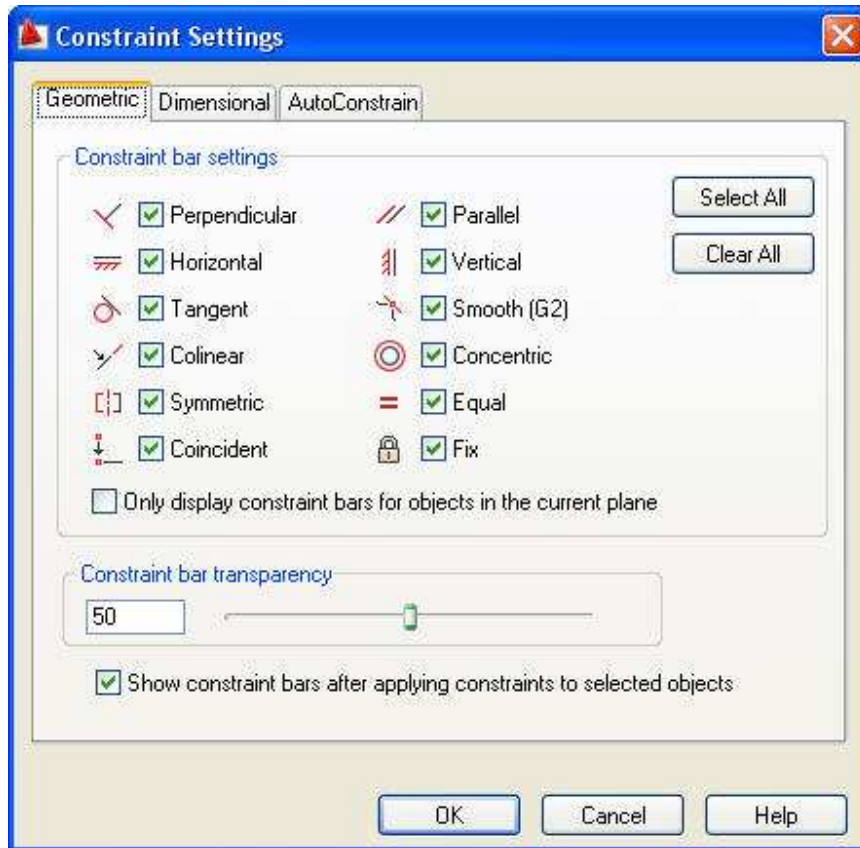 Constraint Settings
Geometric Dimensional AutoConstrain
Constraint bar settings
Perpendicular Parallel Select All
Horizontal Vertical Clear All
Tangent Smooth (G2)
Colinear Concentric
Symmetric Equal
Coincident Fix
Only display constraint bars for objects in the current plane
Constraint bar transparency
50
Show constraint bars after applying constraints to selected objects
OK Cancel Help